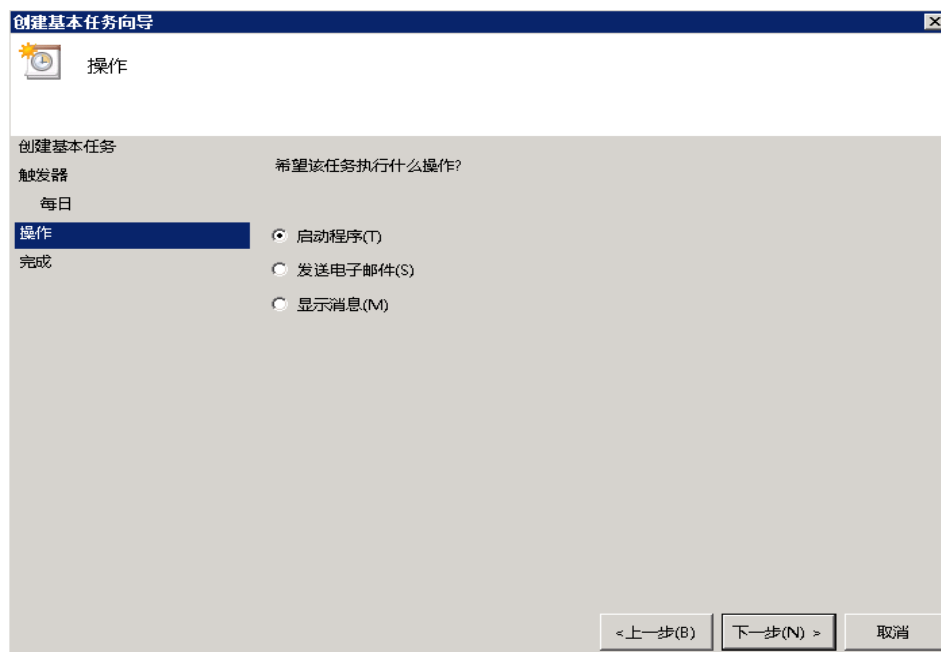 创建基本任务向导
操作
创建基本任务
触发器
每日
操作
完成
希望该任务执行什么操作?
启动程序(T)
发送电子邮件(S)
显示消息(M)
<上一步(B)
下一步(N) >
取消